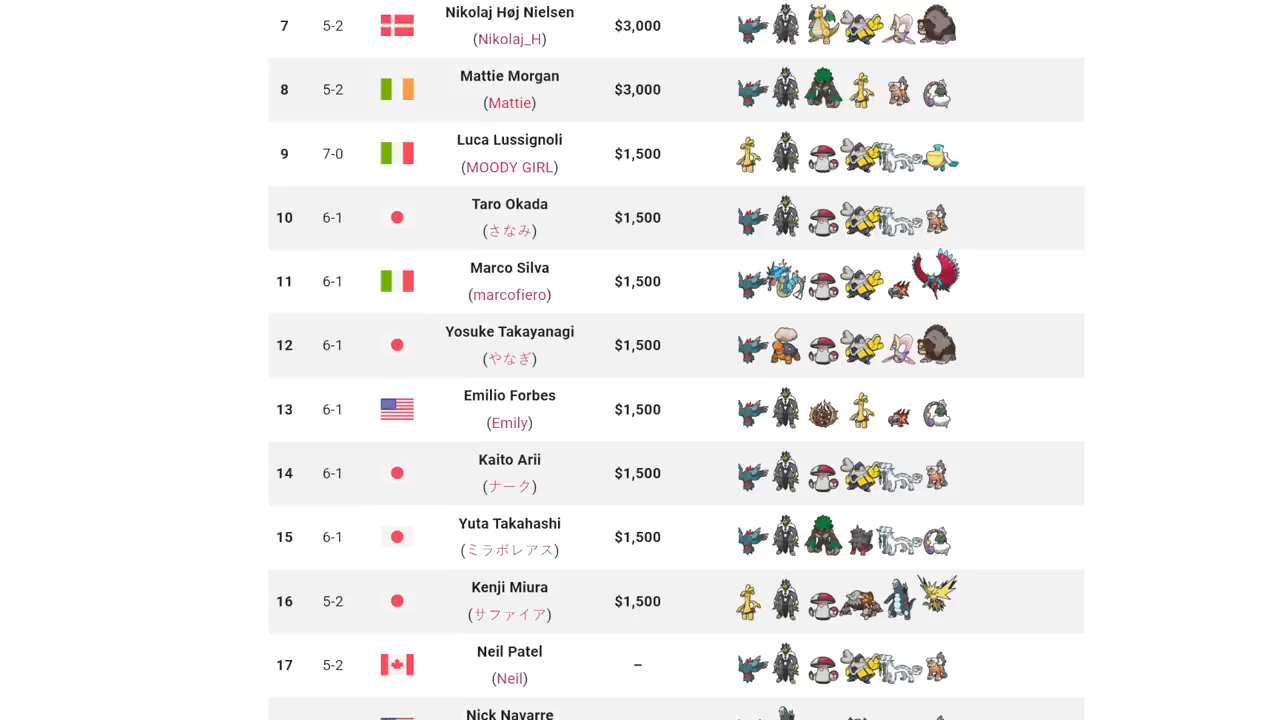 7 5-2 Nikolaj Høj Nielsen $3,000
(Nikolaj_H)
8 5-2 Mattie Morgan $3,000
(Mattie)
9 7-0 Luca Lussignoli $1,500
(MOODY GIRL)
10 6-1 Taro Okada $1,500
(さなみ)
11 6-1 Marco Silva $1,500
(marcofiero)
12 6-1 Yosuke Takayanagi $1,500
(やなぎ)
13 6-1 Emilio Forbes $1,500
(Emily)
14 6-1 Kaito Arii $1,500
(ナーク)
15 6-1 Yuta Takahashi $1,500
(ミラボレアス)
16 5-2 Kenji Miura $1,500
(サファイア)
17 5-2 Neil Patel –
(Neil)
Nick Navarre